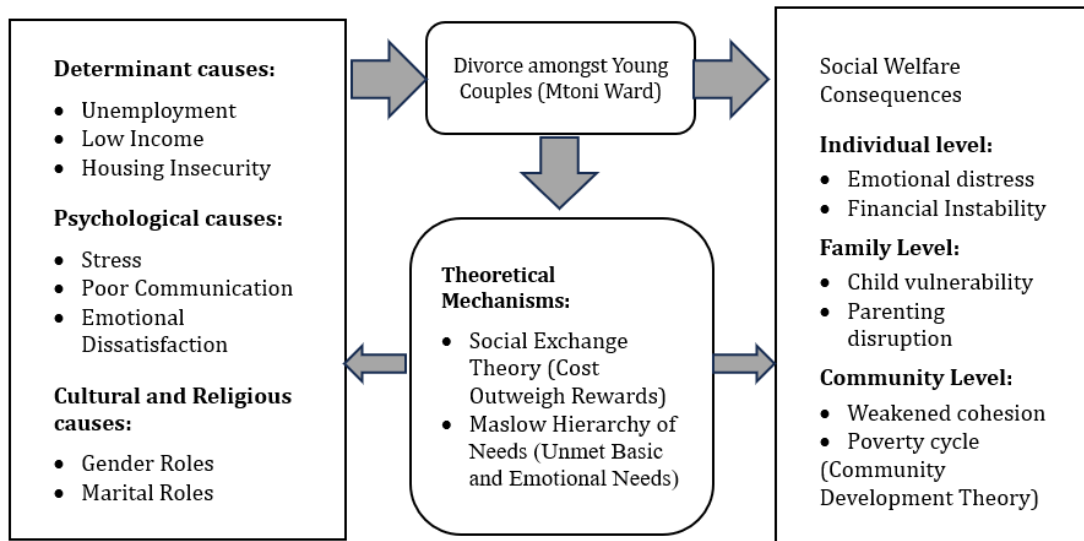 Determinant causes:
• Unemployment
• Low Income
• Housing Insecurity
Psychological causes:
• Stress
• Poor Communication
• Emotional
Dissatisfaction
Cultural and Religious
causes:
• Gender Roles
• Marital Roles
Divorce amongst Young
Couples (Mtoni Ward)
Theoretical
Mechanisms:
• Social Exchange
Theory (Cost
Outweigh Rewards)
• Maslow Hierarchy of
Needs (Unmet Basic
and Emotional Needs)
Social Welfare
Consequences
Individual level:
• Emotional distress
• Financial Instability
Family Level:
• Child vulnerability
• Parenting
disruption
Community Level:
• Weakened cohesion
• Poverty cycle
(Community
Development Theory)